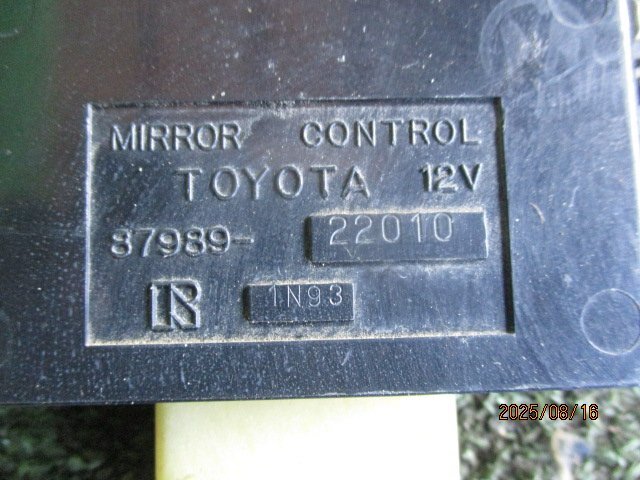 MIRROR CONTROL
TOYOTA 12V
87989-22010
1N93
2025/08/16